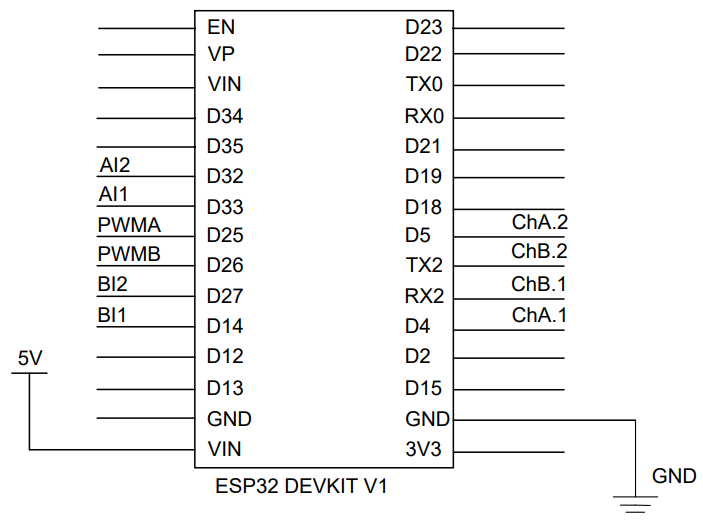 EN D23
VP D22
VIN TX0
D34 RX0
D35 D21
AI2 D32 D19
AI1 D33 D18
PWMA D25 D5 ChA.2
PWMB D26 TX2 ChB.2
BI2 D27 RX2 ChB.1
BI1 D14 D4 ChA.1
D12 D2
5V
D13 D15
GND GND
VIN 3V3
GND
ESP32 DEVKIT V1